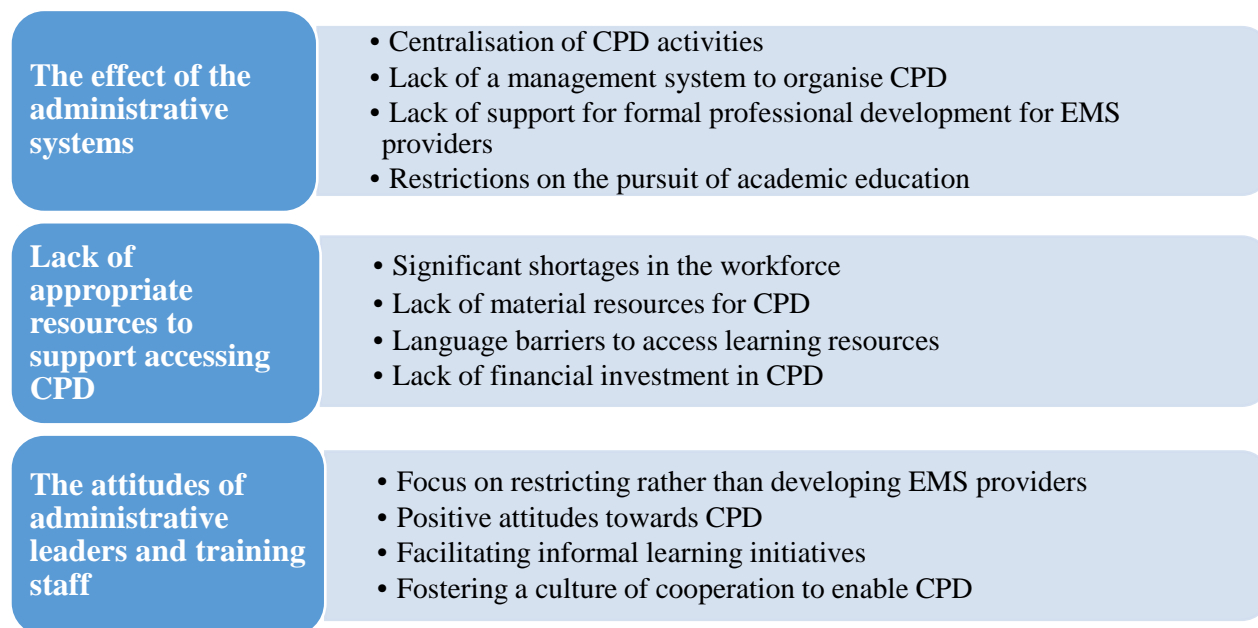 The effect of the
administrative
systems
• Centralisation of CPD activities
• Lack of a management system to organise CPD
• Lack of support for formal professional development for EMS
providers
• Restrictions on the pursuit of academic education
Lack of
appropriate
resources to
support accessing
CPD
• Significant shortages in the workforce
• Lack of material resources for CPD
• Language barriers to access learning resources
• Lack of financial investment in CPD
The attitudes of
administrative
leaders and training
staff
• Focus on restricting rather than developing EMS providers
• Positive attitudes towards CPD
• Facilitating informal learning initiatives
• Fostering a culture of cooperation to enable CPD